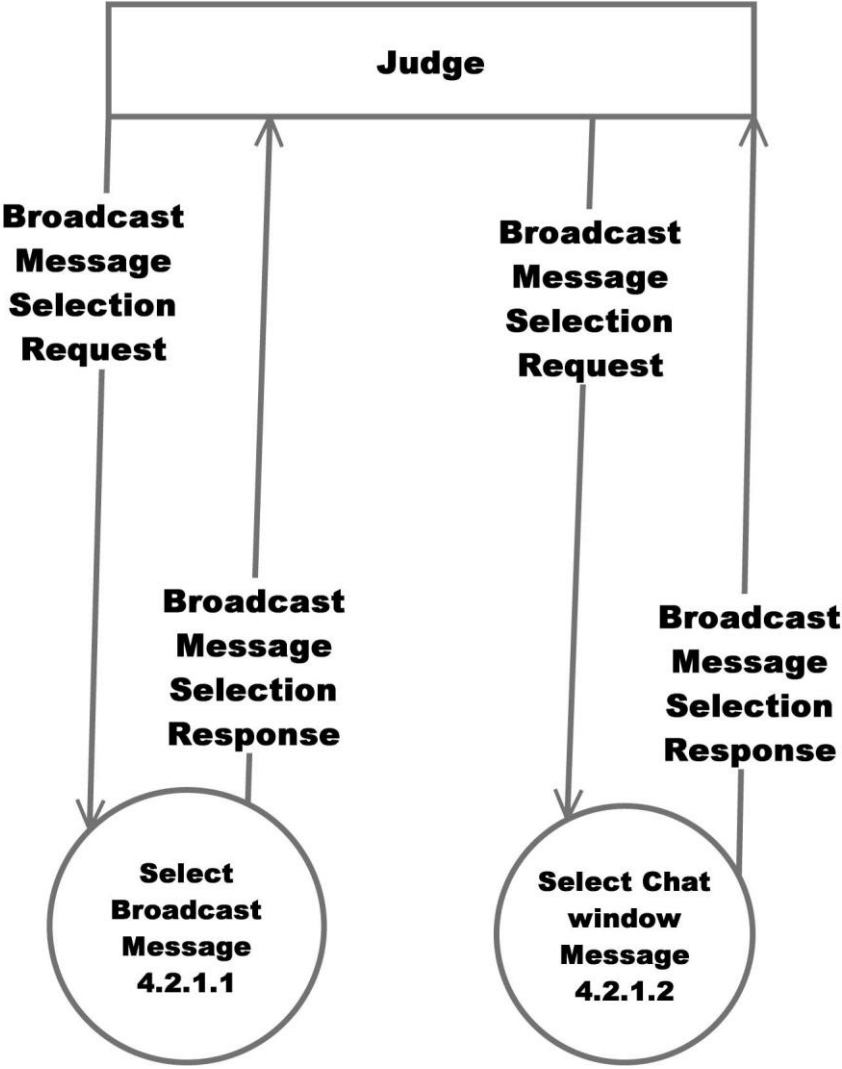 Judge
Broadcast
Message
Selection
Request
Broadcast
Message
Selection
Request
Broadcast
Message
Selection
Response
Broadcast
Message
Selection
Response
Select
Broadcast
Message
4.2.1.1
Select Chat
window
Message
4.2.1.2